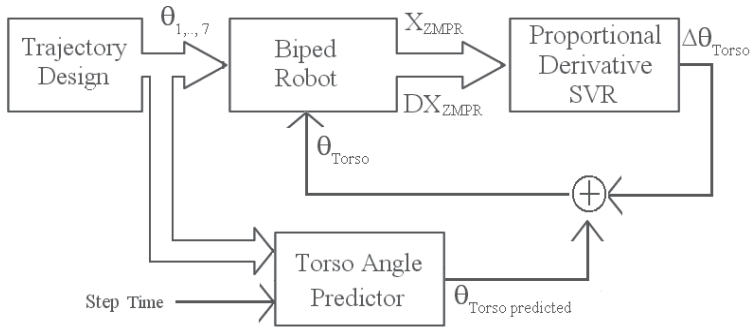 Trajectory
Design
θ1,..,7
Biped
Robot
XZMPR
DXZMPR
Proportional
Derivative
SVR
ΔθTorso
θTorso
+
Torso Angle
Predictor
Step Time
θTorso predicted